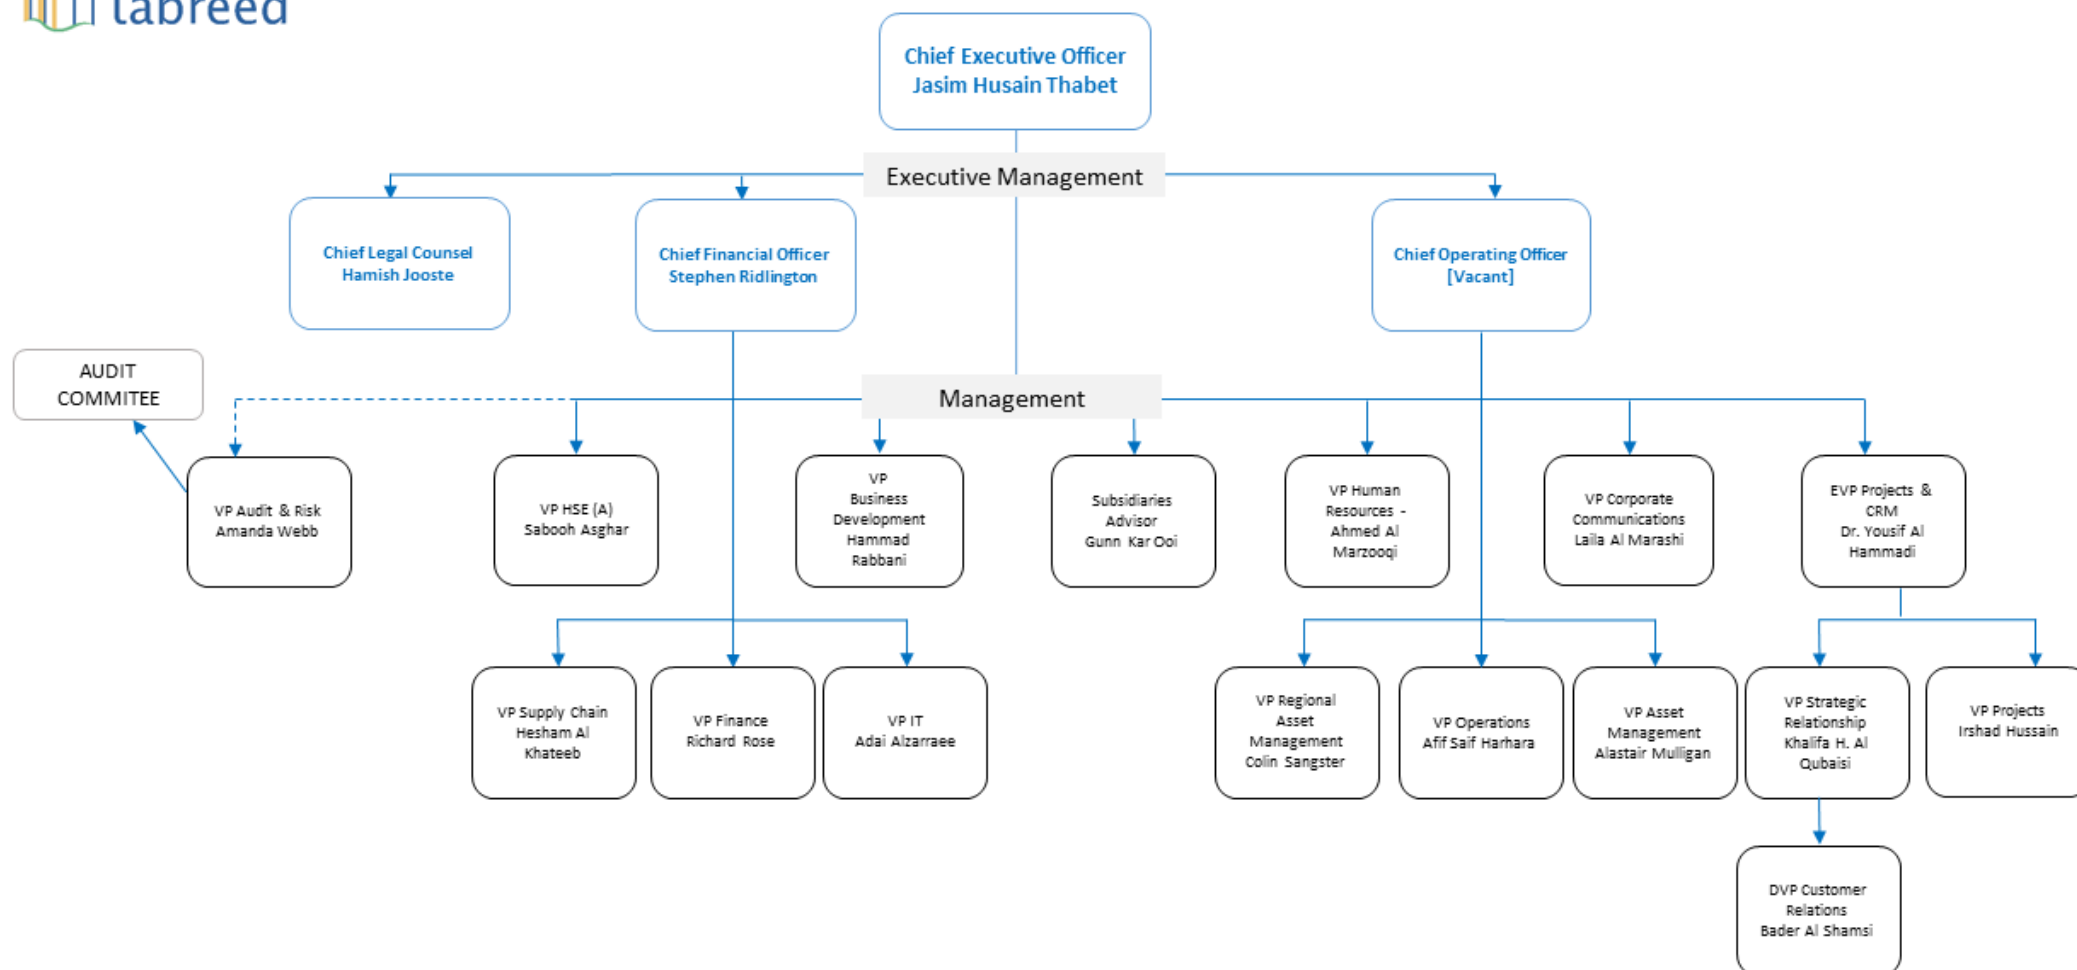 tabreed
Chief Executive Officer
Jasim Husain Thabet
Executive Management
Chief Legal Counsel
Hamish Jooste
Chief Financial Officer
Stephen Ridlington
Chief Operating Officer
[Vacant]
AUDIT
COMMITEE
Management
VP Audit & Risk
Amanda Webb
VP HSE (A)
Sabooh Asghar
VP
Business
Development
Hammad
Rabbani
Subsidiaries
Advisor
Gunn Kar Ooi
VP Human
Resources -
Ahmed Al
Marzooqi
VP Corporate
Communications
Laila Al Marashi
EVP Projects &
CRM
Dr. Yousif Al
Hammadi
VP Supply Chain
Hesham Al
Khateeb
VP Finance
Richard Rose
VP IT
Adai Alzarraee
VP Regional
Asset
Management
Colin Sangster
VP Operations
Afif Saif Harhara
VP Asset
Management
Alastair Mulligan
VP Strategic
Relationship
Khalifa H. Al
Qubaisi
VP Projects
Irshad Hussain
DVP Customer
Relations
Bader Al Shamsi